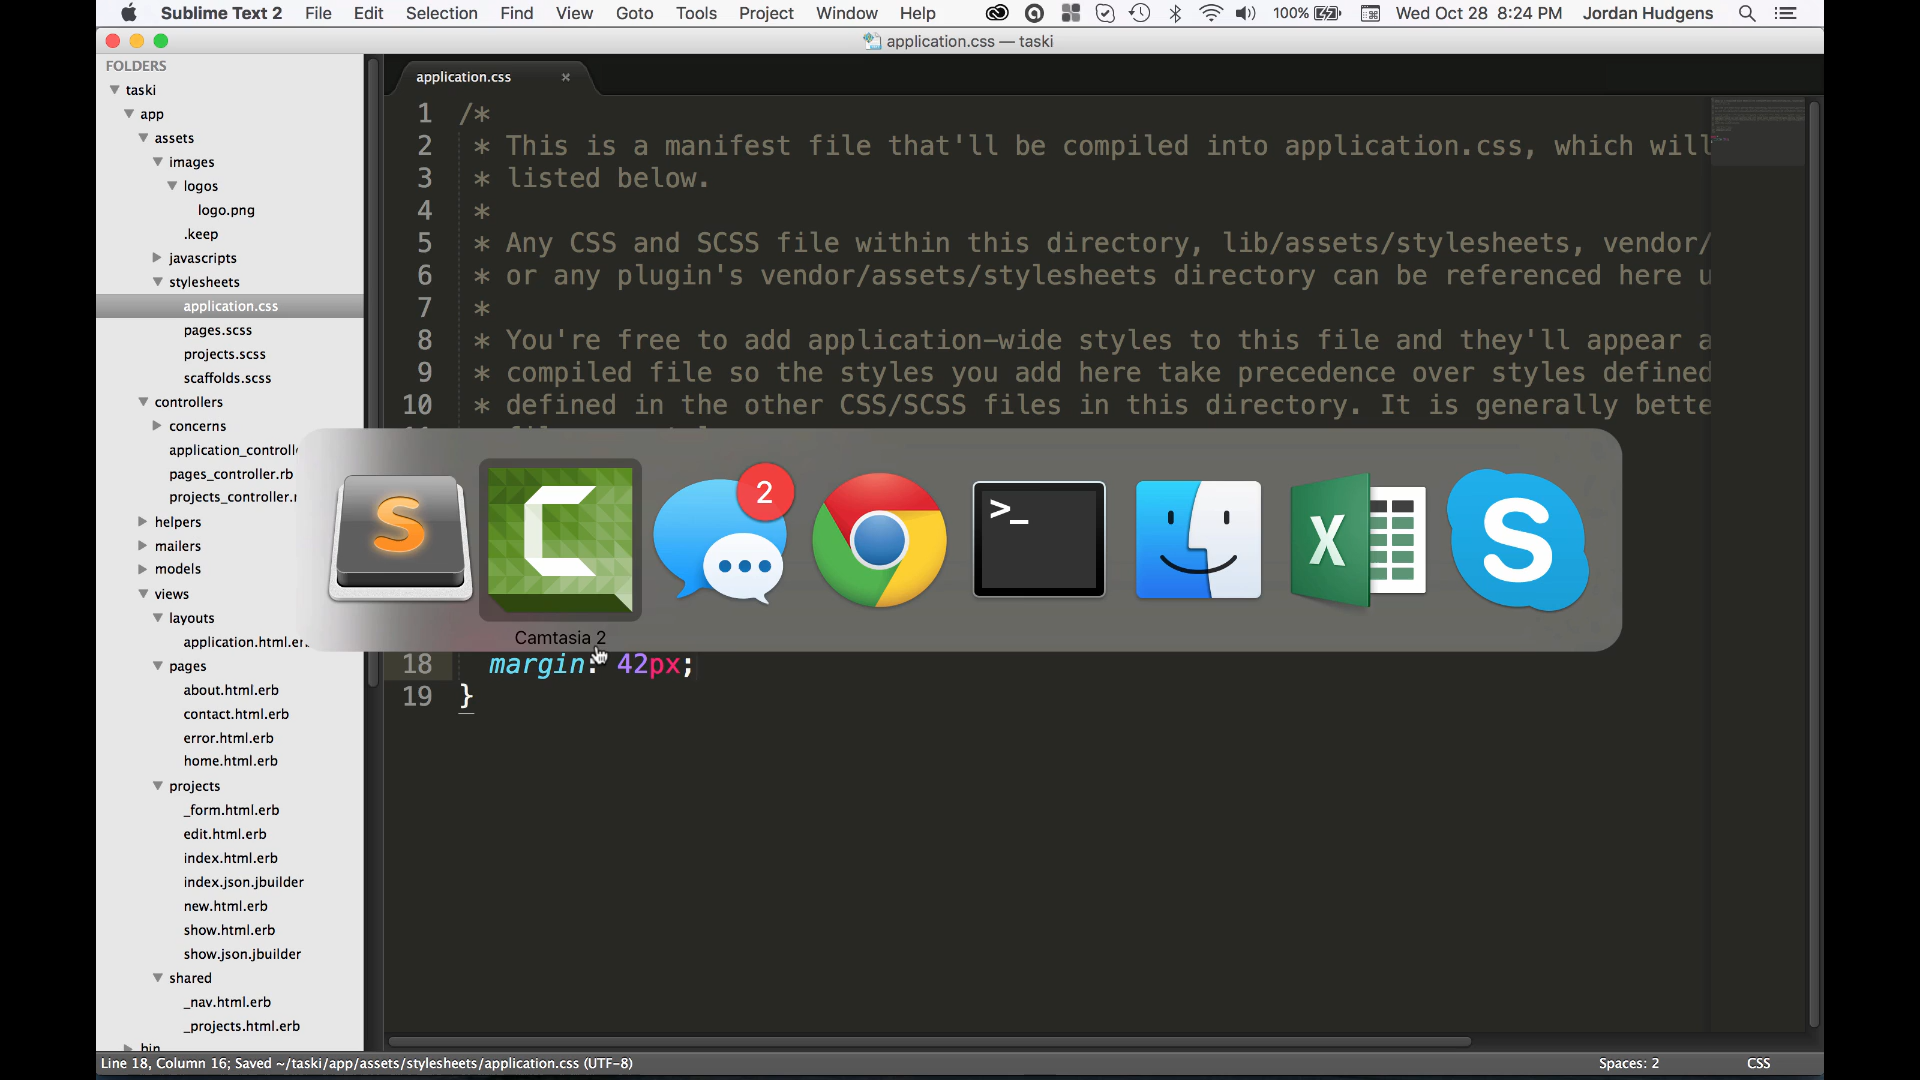 Sublime Text 2 File Edit Selection Find View Goto Tools Project Window Help 100% Wed Oct 28 8:24 PM Jordan Hudgens
application.css — taski
FOLDERS
taski
app
assets
images
logos
logo.png
.keep
javascripts
stylesheets
application.css
pages.scss
projects.scss
scaffolds.scss
controllers
concerns
application_controll
pages_controller.rb
projects_controller.r
helpers
mailers
models
views
layouts
application.html.er
pages
about.html.erb
contact.html.erb
error.html.erb
home.html.erb
projects
_form.html.erb
edit.html.erb
index.html.erb
index.json.jbuilder
new.html.erb
show.html.erb
show.json.jbuilder
shared
_nav.html.erb
_projects.html.erb
bin
application.css ×
1 /*
2 * This is a manifest file that'll be compiled into application.css, which will
3 * listed below.
4 *
5 * Any CSS and SCSS file within this directory, lib/assets/stylesheets, vendor/
6 * or any plugin's vendor/assets/stylesheets directory can be referenced here u
7 *
8 * You're free to add application-wide styles to this file and they'll appear a
9 * compiled file so the styles you add here take precedence over styles defined
10 * defined in the other CSS/SCSS files in this directory. It is generally bette
S
C
2
>_
X
S
Camtasia 2
18 margin: 42px;
19 }
Line 18, Column 16; Saved ~/taski/app/assets/stylesheets/application.css (UTF-8) Spaces: 2 CSS